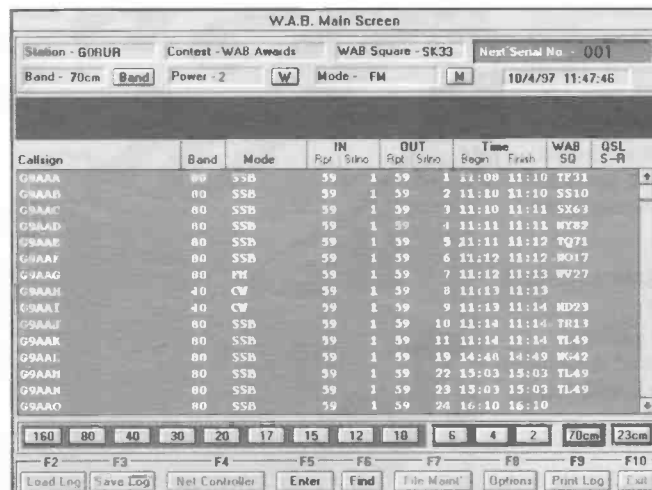 W.A.B. Main Screen
Station - G0RUR Contest - WAB Awards WAB Square - SK33 Next Serial No. - 001
Band - 70cm Band Power - 2 W Mode - FM M 10/4/97 11:47:46
IN OUT Time WAB QSL
Callsign Band Mode Rpt Srlno Rpt Srlno Begin Finish SQ S-R
G9AAA 80 SSB 59 1 59 1 11:08 11:10 TF31
G9AAB 80 SSB 59 1 59 2 11:10 11:10 SS10
G9AAC 80 SSB 59 1 59 3 11:10 11:11 SX63
G9AAD 80 SSB 59 1 59 4 11:11 11:11 NY82
G9AAE 80 SSB 59 1 59 5 11:11 11:12 TQ71
G9AAF 80 SSB 59 1 59 6 11:12 11:12 NO17
G9AAG 80 FM 59 1 59 7 11:12 11:13 WV27
G9AAH 40 CW 59 1 59 8 11:13 11:13
G9AAI 40 CW 59 1 59 9 11:13 11:14 ND23
G9AAJ 80 SSB 59 1 59 10 11:14 11:14 TR13
G9AAK 80 SSB 59 1 59 11 11:14 11:14 TL49
G9AAL 80 SSB 59 1 59 19 14:48 14:49 NG42
G9AAM 80 SSB 59 1 59 22 15:03 15:03 TL49
G9AAN 80 SSB 59 1 59 23 15:03 15:03 TL49
G9AAO 80 SSB 59 1 59 24 16:10 16:10
160 80 40 30 20 17 15 12 10 6 4 2 70cm 23cm
F2 F3 F4 F5 F6 F7 F8 F9 F10
Load Log Save Log Net Controller Enter Find File Maint' Options Print Log Exit